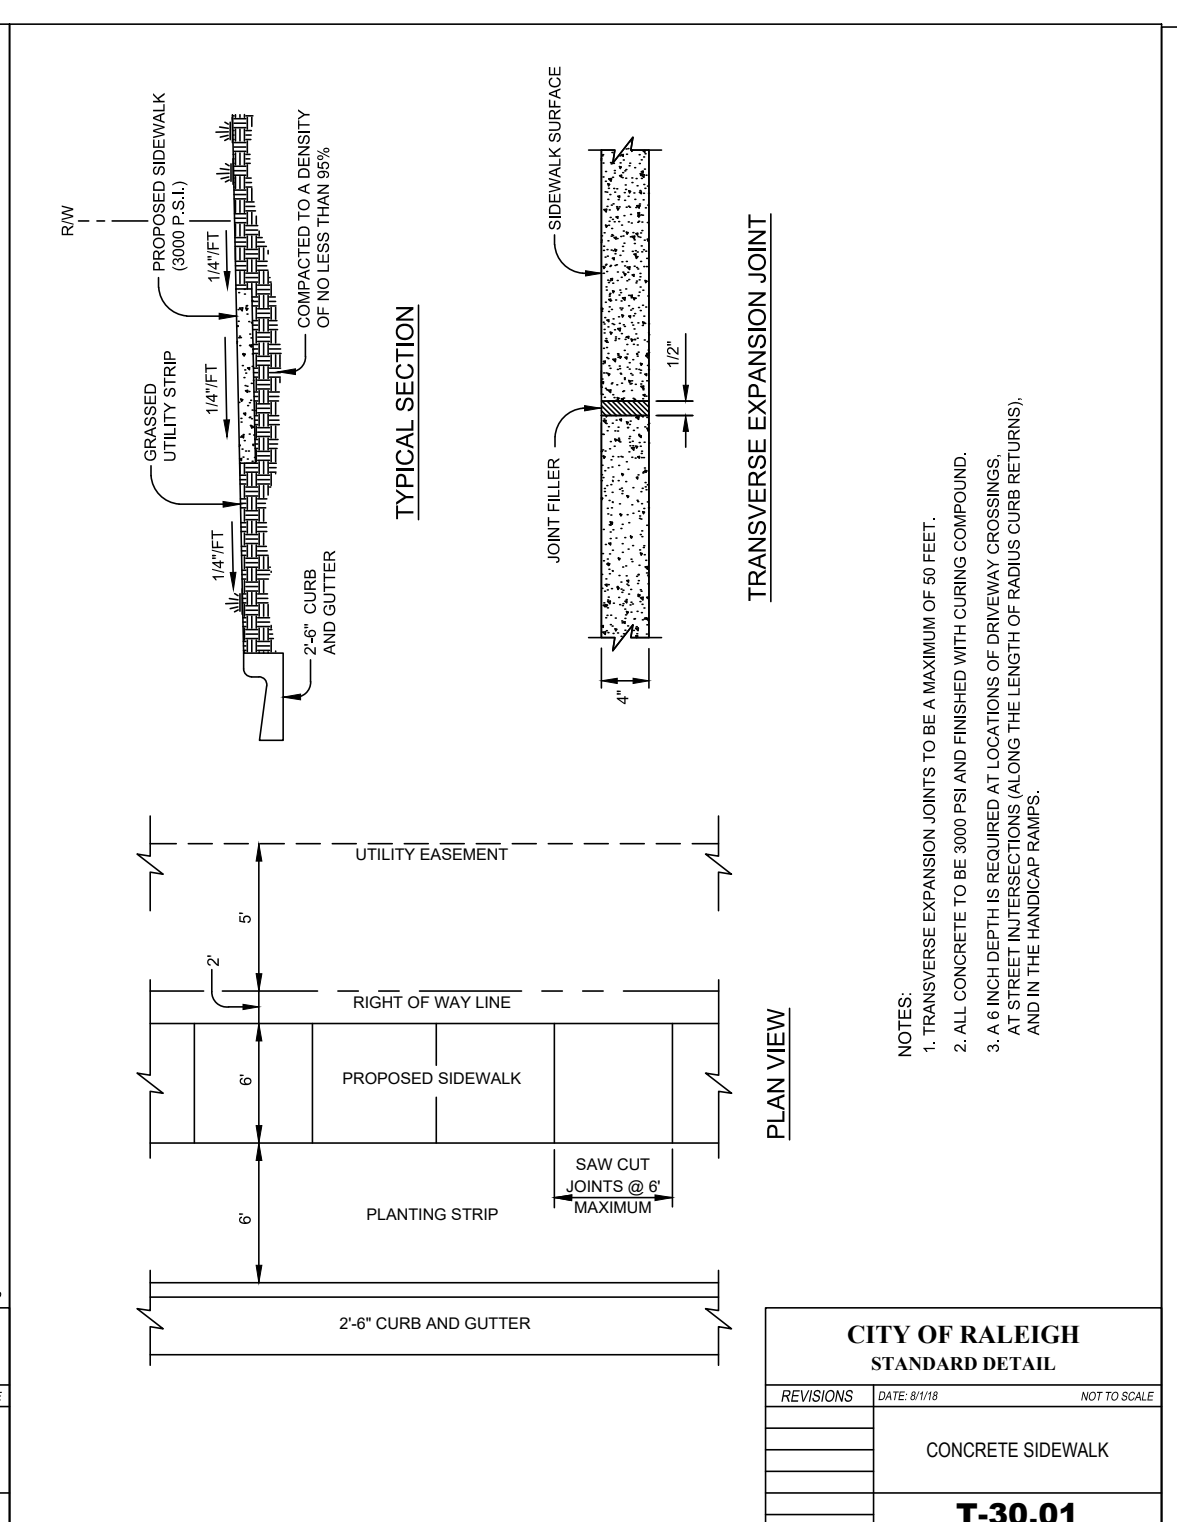 R/W
PROPOSED SIDEWALK
(3000 P.S.I.)
GRASSED
UTILITY STRIP
1/4"/FT
1/4"/FT
1/4"/FT
COMPACTED TO A DENSITY
OF NO LESS THAN 95%
2'-6" CURB
AND GUTTER
TYPICAL SECTION
SIDEWALK SURFACE
JOINT FILLER
1/2"
4"
TRANSVERSE EXPANSION JOINT
UTILITY EASEMENT
5'
2'
RIGHT OF WAY LINE
6'
PROPOSED SIDEWALK
SAW CUT
JOINTS @ 6'
MAXIMUM
6'
PLANTING STRIP
2'-6" CURB AND GUTTER
PLAN VIEW
NOTES:
1. TRANSVERSE EXPANSION JOINTS TO BE A MAXIMUM OF 50 FEET.
2. ALL CONCRETE TO BE 3000 PSI AND FINISHED WITH CURING COMPOUND.
3. A 6 INCH DEPTH IS REQUIRED AT LOCATIONS OF DRIVEWAY CROSSINGS,
AT STREET INJTERSECTIONS (ALONG THE LENGTH OF RADIUS CURB RETURNS),
AND IN THE HANDICAP RAMPS.
CITY OF RALEIGH
STANDARD DETAIL
REVISIONS
DATE: 8/1/18
NOT TO SCALE
CONCRETE SIDEWALK
T-30.01